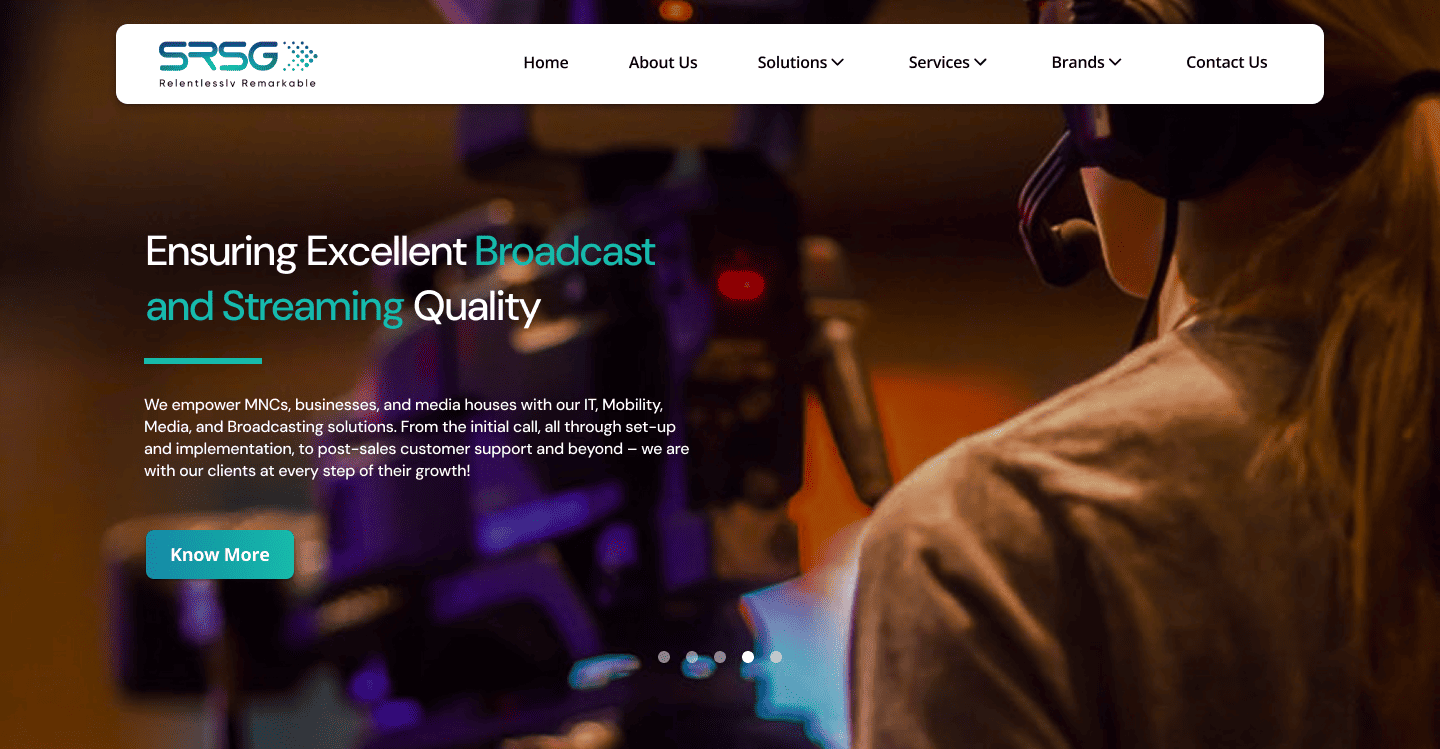 SRSG
Relentlessly Remarkable
Home About Us Solutions Services Brands Contact Us
Ensuring Excellent Broadcast
and Streaming Quality
We empower MNCs, businesses, and media houses with our IT, Mobility,
Media, and Broadcasting solutions. From the initial call, all through set-up
and implementation, to post-sales customer support and beyond – we are
with our clients at every step of their growth!
Know More